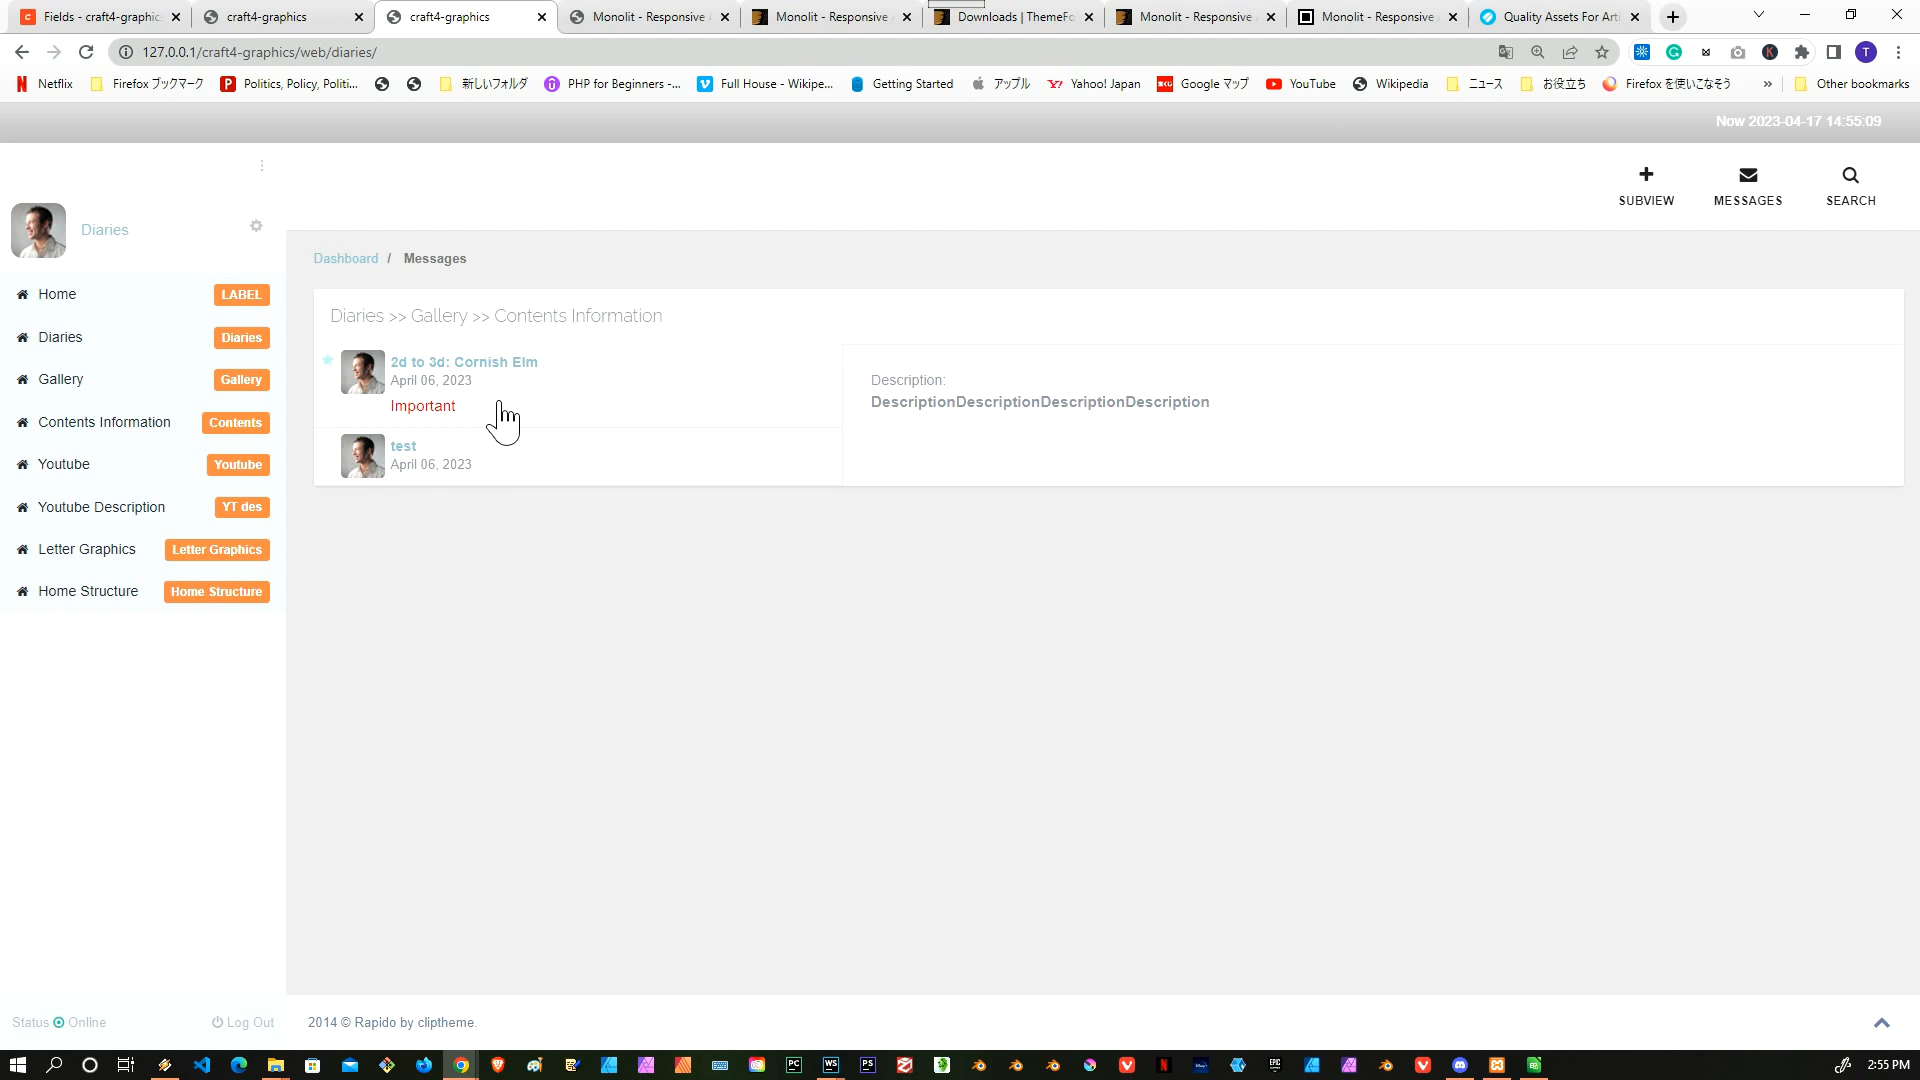 Fields - craft4-graphic
craft4-graphics
craft4-graphics
Monolit - Responsive
Monolit - Responsive
Downloads | ThemeFo
Monolit - Responsive
Monolit - Responsive
Quality Assets For Arti
127.0.0.1/craft4-graphics/web/diaries/
Netflix
Firefox ブックマーク
Politics, Policy, Politi...
新しいフォルダ
PHP for Beginners -...
Full House - Wikipe...
Getting Started
アップル
Yahoo! Japan
Google マップ
YouTube
Wikipedia
ニュース
お役立ち
Firefox を使いこなそう
»
Other bookmarks
Now 2023-04-17 14:55:09
SUBVIEW
MESSAGES
SEARCH
Diaries
Home LABEL
Diaries Diaries
Gallery Gallery
Contents Information Contents
Youtube Youtube
Youtube Description YT des
Letter Graphics Letter Graphics
Home Structure Home Structure
Dashboard / Messages
Diaries >> Gallery >> Contents Information
2d to 3d: Cornish Elm
April 06, 2023
Important
test
April 06, 2023
Description:
DescriptionDescriptionDescriptionDescription
Status Online
Log Out
2014 © Rapido by cliptheme.
2:55 PM